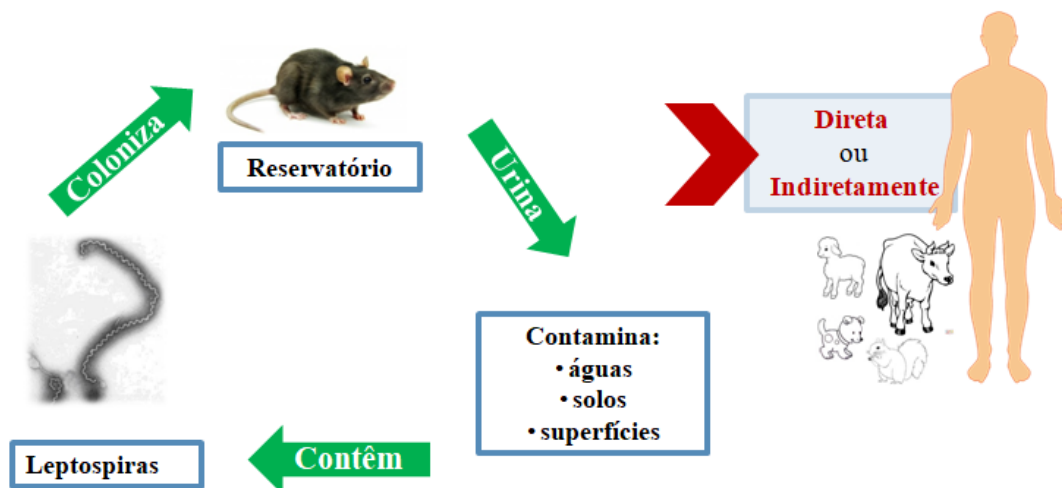 Coloniza
Reservatório
Urina
Direta
ou
Indiretamente
Contamina:
• águas
• solos
• superfícies
Contêm
Leptospiras